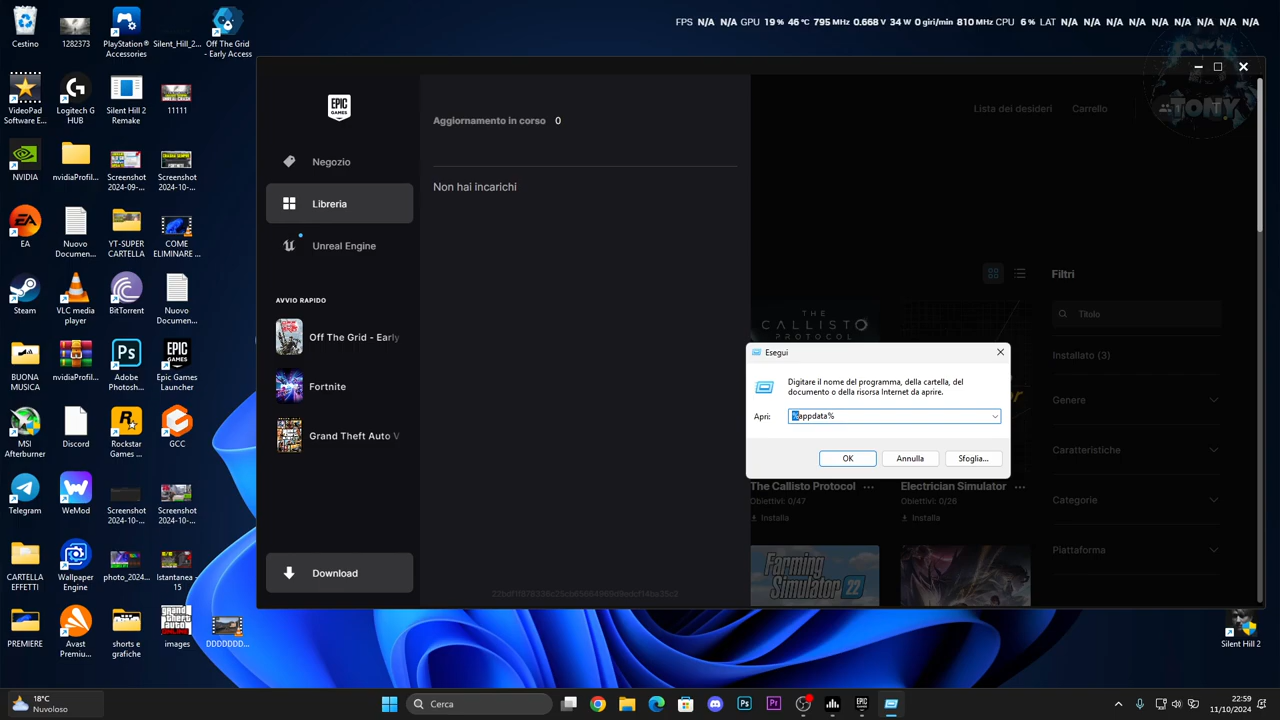 FPS N/A N/A GPU 19 % 46 °C 795 MHz 0.668 V 34 W 0 giri/min 810 MHz CPU % LAT N/A N/A N/A N/A N/A N/A N/A N/A N/A
Cestino
1282373
PlayStation®
Accessories
Silent_Hill_2...
Off The Grid
- Early Access
VideoPad
Software E...
Logitech G
HUB
Silent Hill 2
Remake
11111
NVIDIA
nvidiaProfil...
Screenshot
2024-09-...
Screenshot
2024-10-...
EA
Nuovo
Documen...
YT-SUPER
CARTELLA
COME
ELIMINARE ...
Steam
VLC media
player
BitTorrent
Nuovo
Documen...
BUONA
MUSICA
nvidiaProfil...
Adobe
Photosh...
Epic Games
Launcher
MSI
Afterburner
Discord
Rockstar
Games ...
GCC
Telegram
WeMod
Screenshot
2024-10-...
Screenshot
2024-10-...
CARTELLA
EFFETTI
Wallpaper
Engine
photo_2024...
Istantanea -
15
PREMIERE
Avast
Premiu...
shorts e
grafiche
images
DDDDDDD...
EPIC
GAMES
Negozio
Libreria
Unreal Engine
AVVIO RAPIDO
Off The Grid - Early
Fortnite
Grand Theft Auto V
Download
Aggiornamento in corso 0
Non hai incarichi
Lista dei desideri
Carrello
TONY
Filtri
Titolo
Installato (3)
Genere
Caratteristiche
Categorie
Piattaforma
THE
CALLISTO
PROTOCOL
Esegui
Digitare il nome del programma, della cartella, del
documento o della risorsa Internet da aprire.
Apri: %appdata%
OK
Annulla
Sfoglia...
The Callisto Protocol ...
Obiettivi: 0/47
Installa
Electrician Simulator ...
Obiettivi: 0/26
Installa
Farming
Simulator 22
Silent Hill 2
18°C
Nuvoloso
Cerca
22:59
11/10/2024